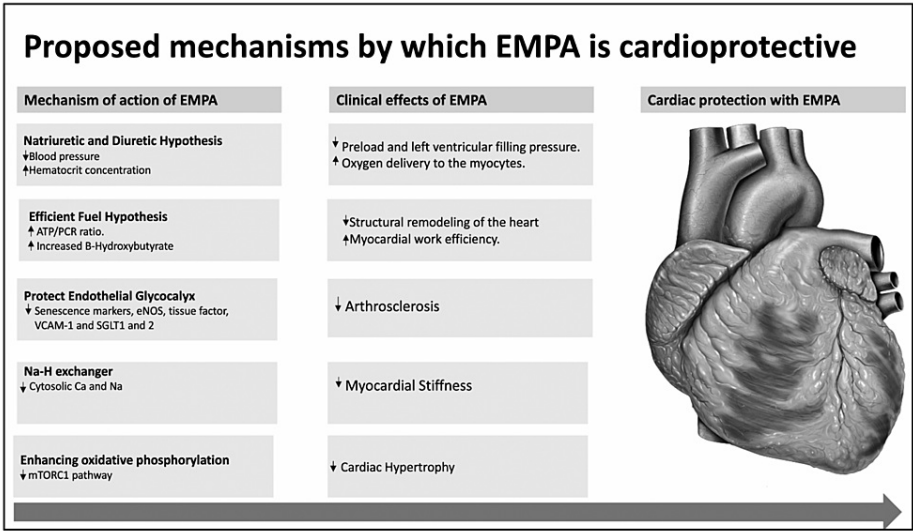 Proposed mechanisms by which EMPA is cardioprotective
Mechanism of action of EMPA
Clinical effects of EMPA
Cardiac protection with EMPA
Natriuretic and Diuretic Hypothesis
↓Blood pressure
↑Hematocrit concentration
↓ Preload and left ventricular filling pressure.
↑ Oxygen delivery to the myocytes.
Efficient Fuel Hypothesis
↑ ATP/PCR ratio.
↑ Increased B-Hydroxybutyrate
↓Structural remodeling of the heart
↑Myocardial work efficiency.
Protect Endothelial Glycocalyx
↓ Senescence markers, eNOS, tissue factor,
VCAM-1 and SGLT1 and 2
↓ Arthrosclerosis
Na-H exchanger
↓ Cytosolic Ca and Na
↓ Myocardial Stiffness
Enhancing oxidative phosphorylation
↓ mTORC1 pathway
↓ Cardiac Hypertrophy